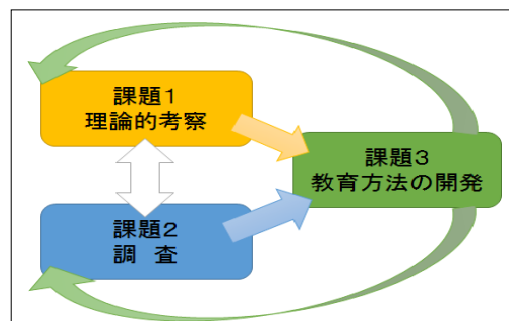 課題1
理論的考察
課題2
調　査
課題3
教育方法の開発